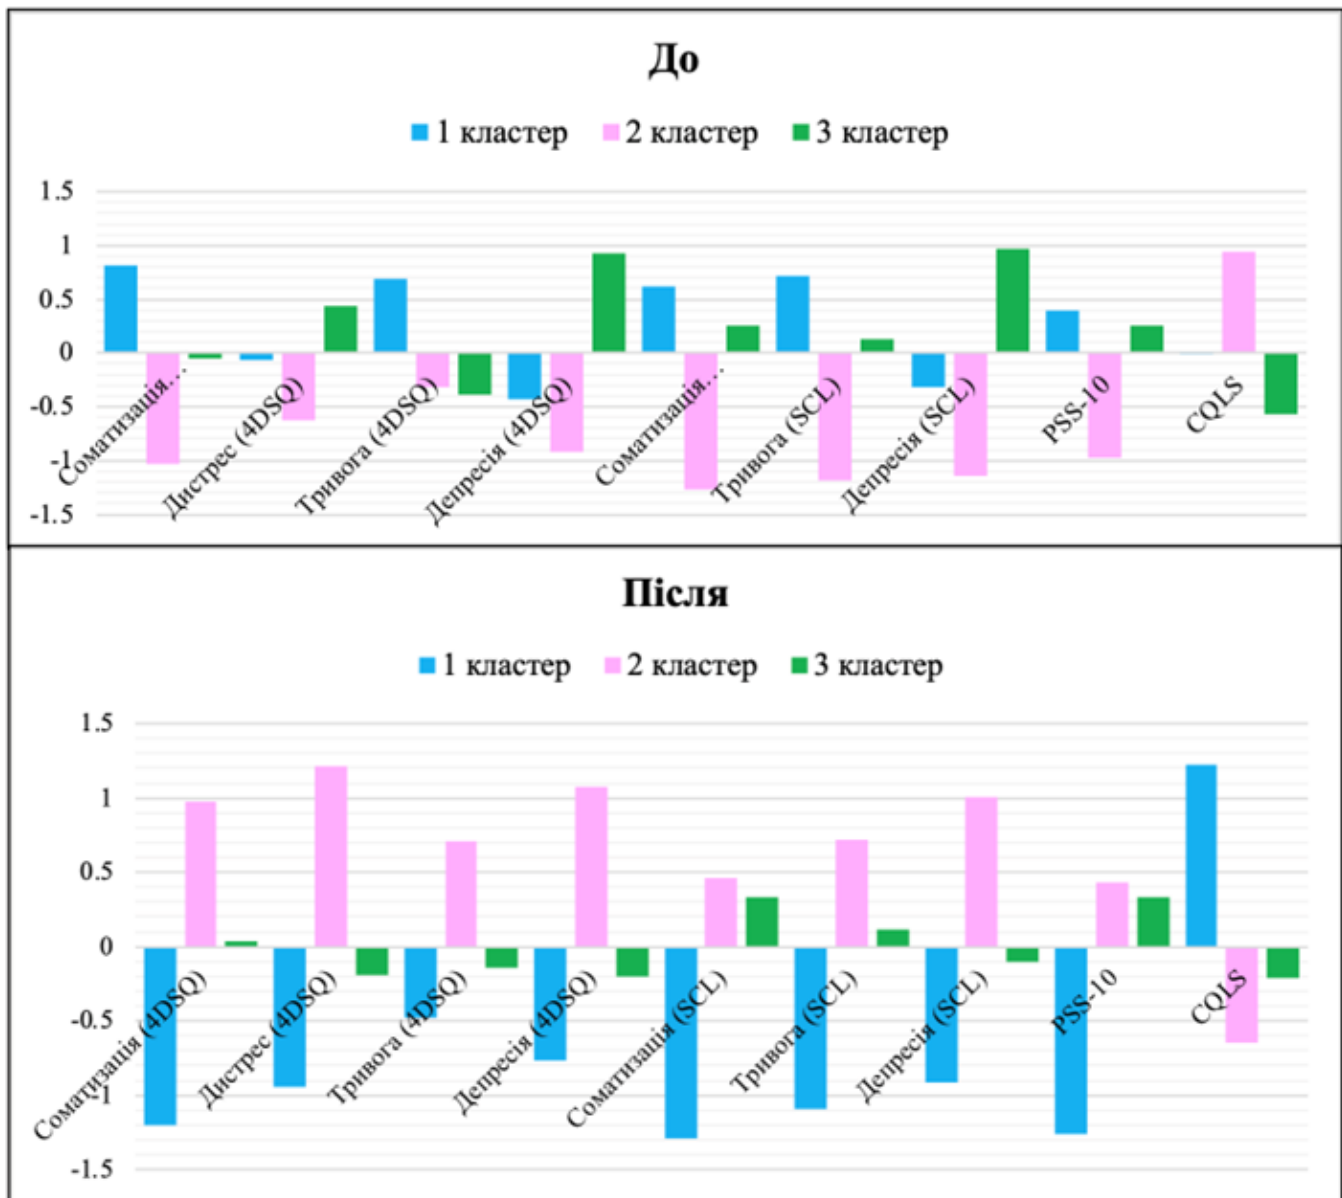 До
1 кластер 2 кластер 3 кластер
1.5
1
0.5
0
-0.5
-1
-1.5
Соматизація…
Дистрес (4DSQ)
Тривога (4DSQ)
Депресія (4DSQ)
Соматизація…
Тривога (SCL)
Депресія (SCL)
PSS-10
CQLS
Після
1 кластер 2 кластер 3 кластер
1.5
1
0.5
0
-0.5
-1
-1.5
Соматизація (4DSQ)
Дистрес (4DSQ)
Тривога (4DSQ)
Депресія (4DSQ)
Соматизація (SCL)
Тривога (SCL)
Депресія (SCL)
PSS-10
CQLS